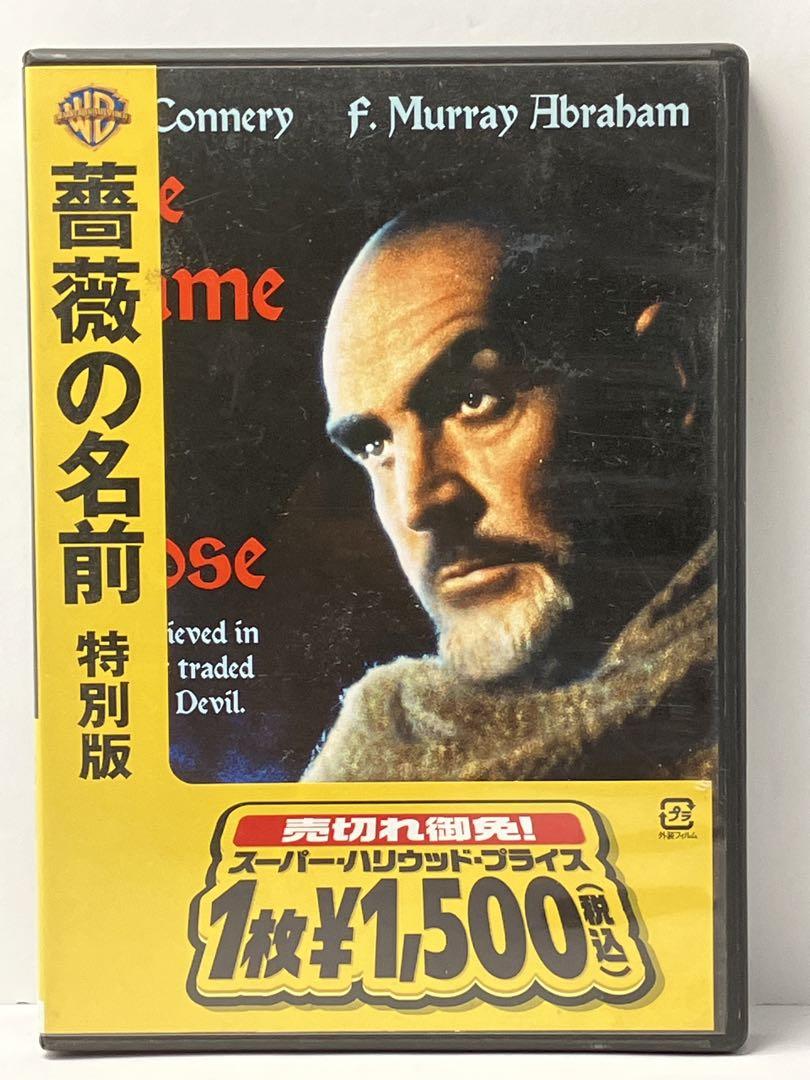 WB
薔薇の名前 特別版
Connery F. Murray Abraham
e
ame
ose
ieved in
r traded
Devil.
売切れ御免!
スーパー・ハリウッド・プライス
1枚¥1,500(税込)
プラ
外装フィルム